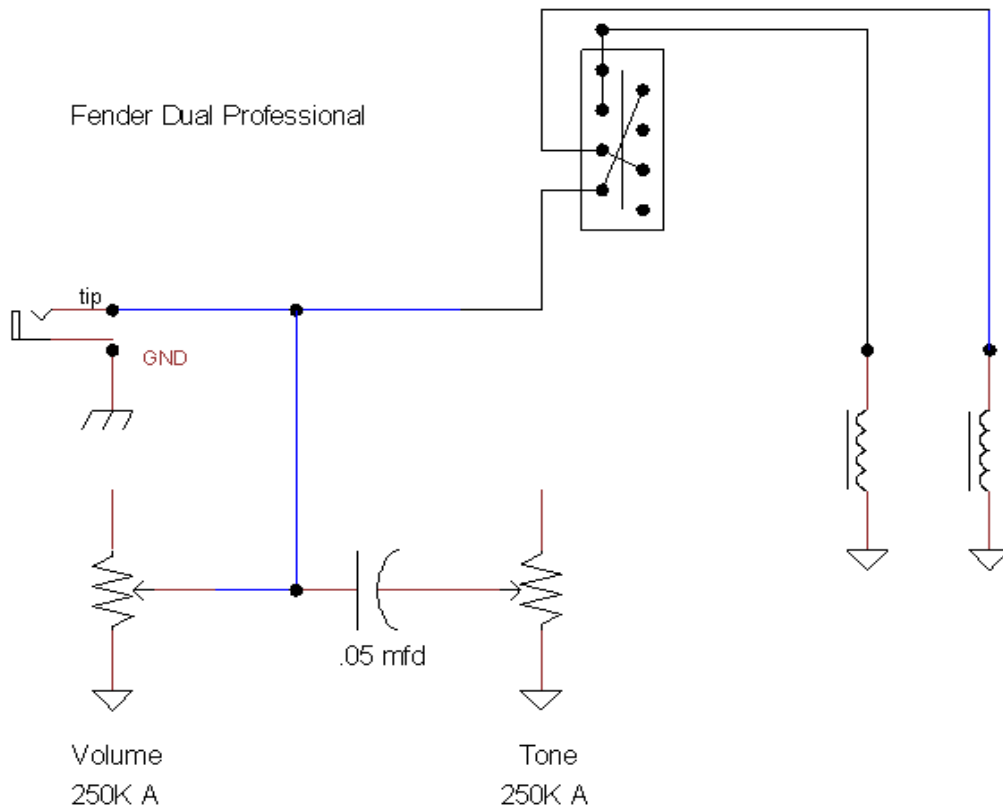 Fender Dual Professional
tip
GND
.05 mfd
Volume
250K A
Tone
250K A